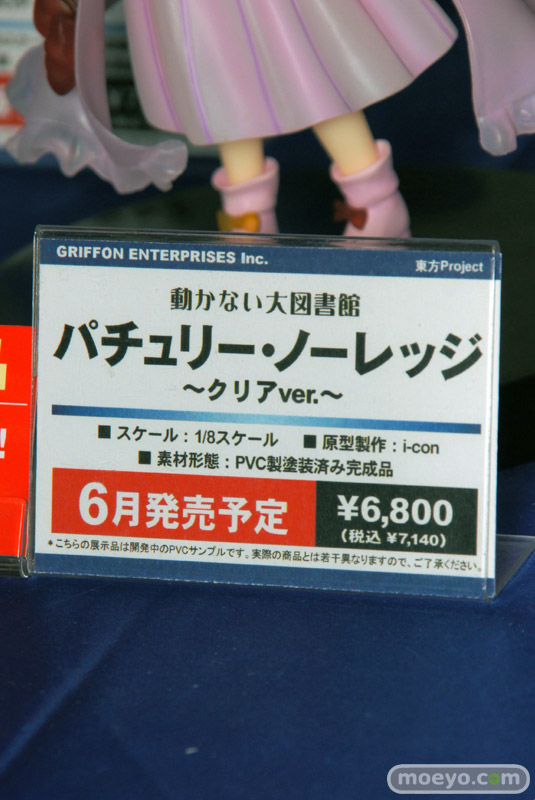 GRIFFON ENTERPRISES Inc.
東方Project
動かない大図書館
パチュリー・ノーレッジ
～クリアver.～
■ スケール：1/8スケール ■ 原型製作：i-con
■ 素材形態：PVC製塗装済み完成品
6月発売予定
¥6,800
(税込 ¥7,140)
*こちらの展示品は開発中のPVCサンプルです。実際の商品とは若干異なりますので、ご了承ください。
!
moeyo.com